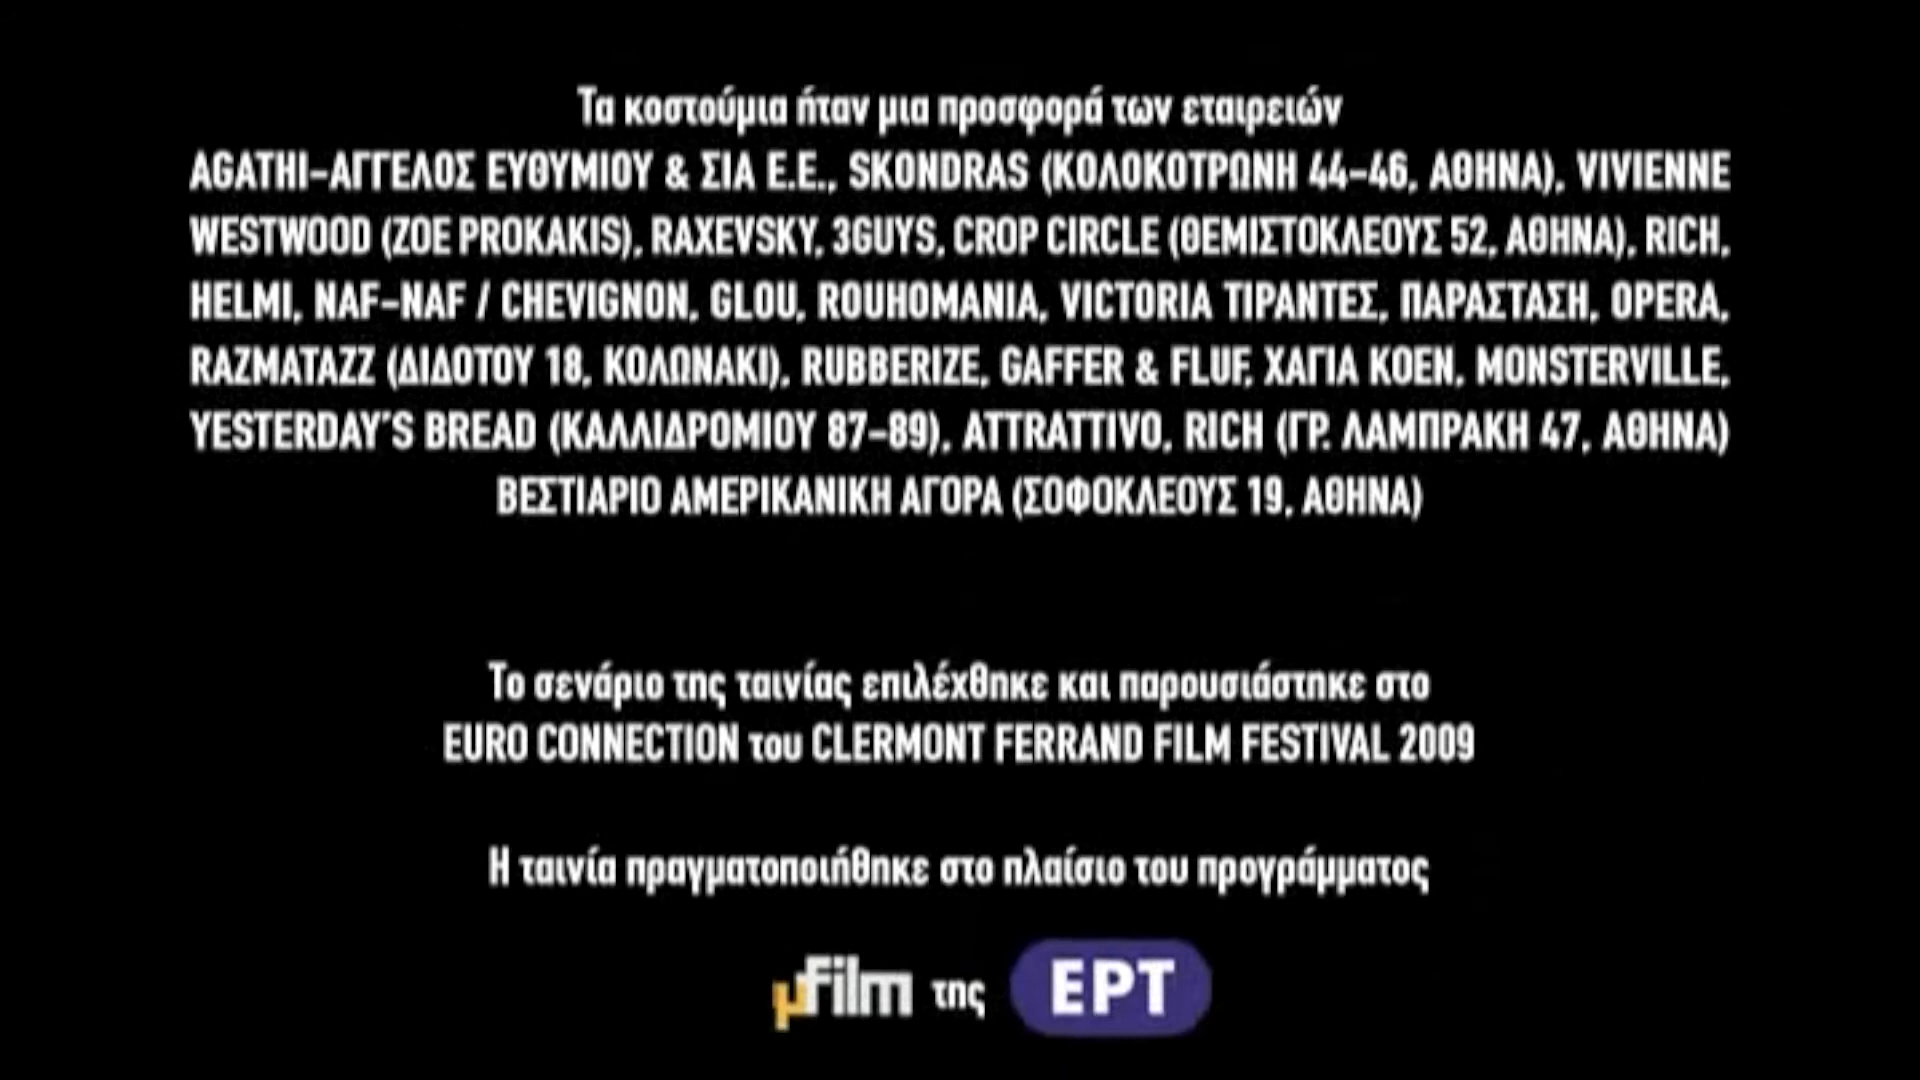 Τα κοστούμια ήταν μια προσφορά των εταιρειών
AGATHI-ΑΓΓΕΛΟΣ ΕΥΘΥΜΙΟΥ & ΣΙΑ Ε.Ε., SKONDRAS (ΚΟΛΟΚΟΤΡΩΝΗ 44-46, ΑΘΗΝΑ), VIVIENNE
WESTWOOD (ZOE PROKAKIS), RAXEVSKY, 3GUYS, CROP CIRCLE (ΘΕΜΙΣΤΟΚΛΕΟΥΣ 52, ΑΘΗΝΑ), RICH,
HELMI, NAF-NAF / CHEVIGNON, GLOU, ROUHOMANIA, VICTORIA ΤΙΡΑΝΤΕΣ, ΠΑΡΑΣΤΑΣΗ, OPERA,
RAZMATAZZ (ΔΙΔΟΤΟΥ 18, ΚΟΛΩΝΑΚΙ), RUBBERIZE, GAFFER & FLUF, ΧΑΓΙΑ ΚΟΕΝ, MONSTERVILLE,
YESTERDAY'S BREAD (ΚΑΛΛΙΔΡΟΜΙΟΥ 87-89), ATTRATTIVO, RICH (ΓΡ. ΛΑΜΠΡΑΚΗ 47, ΑΘΗΝΑ)
ΒΕΣΤΙΑΡΙΟ ΑΜΕΡΙΚΑΝΙΚΗ ΑΓΟΡΑ (ΣΟΦΟΚΛΕΟΥΣ 19, ΑΘΗΝΑ)
Το σενάριο της ταινίας επιλέχθηκε και παρουσιάστηκε στο
EURO CONNECTION του CLERMONT FERRAND FILM FESTIVAL 2009
Η ταινία πραγματοποιήθηκε στο πλαίσιο του προγράμματος
μFilm της ΕΡΤ